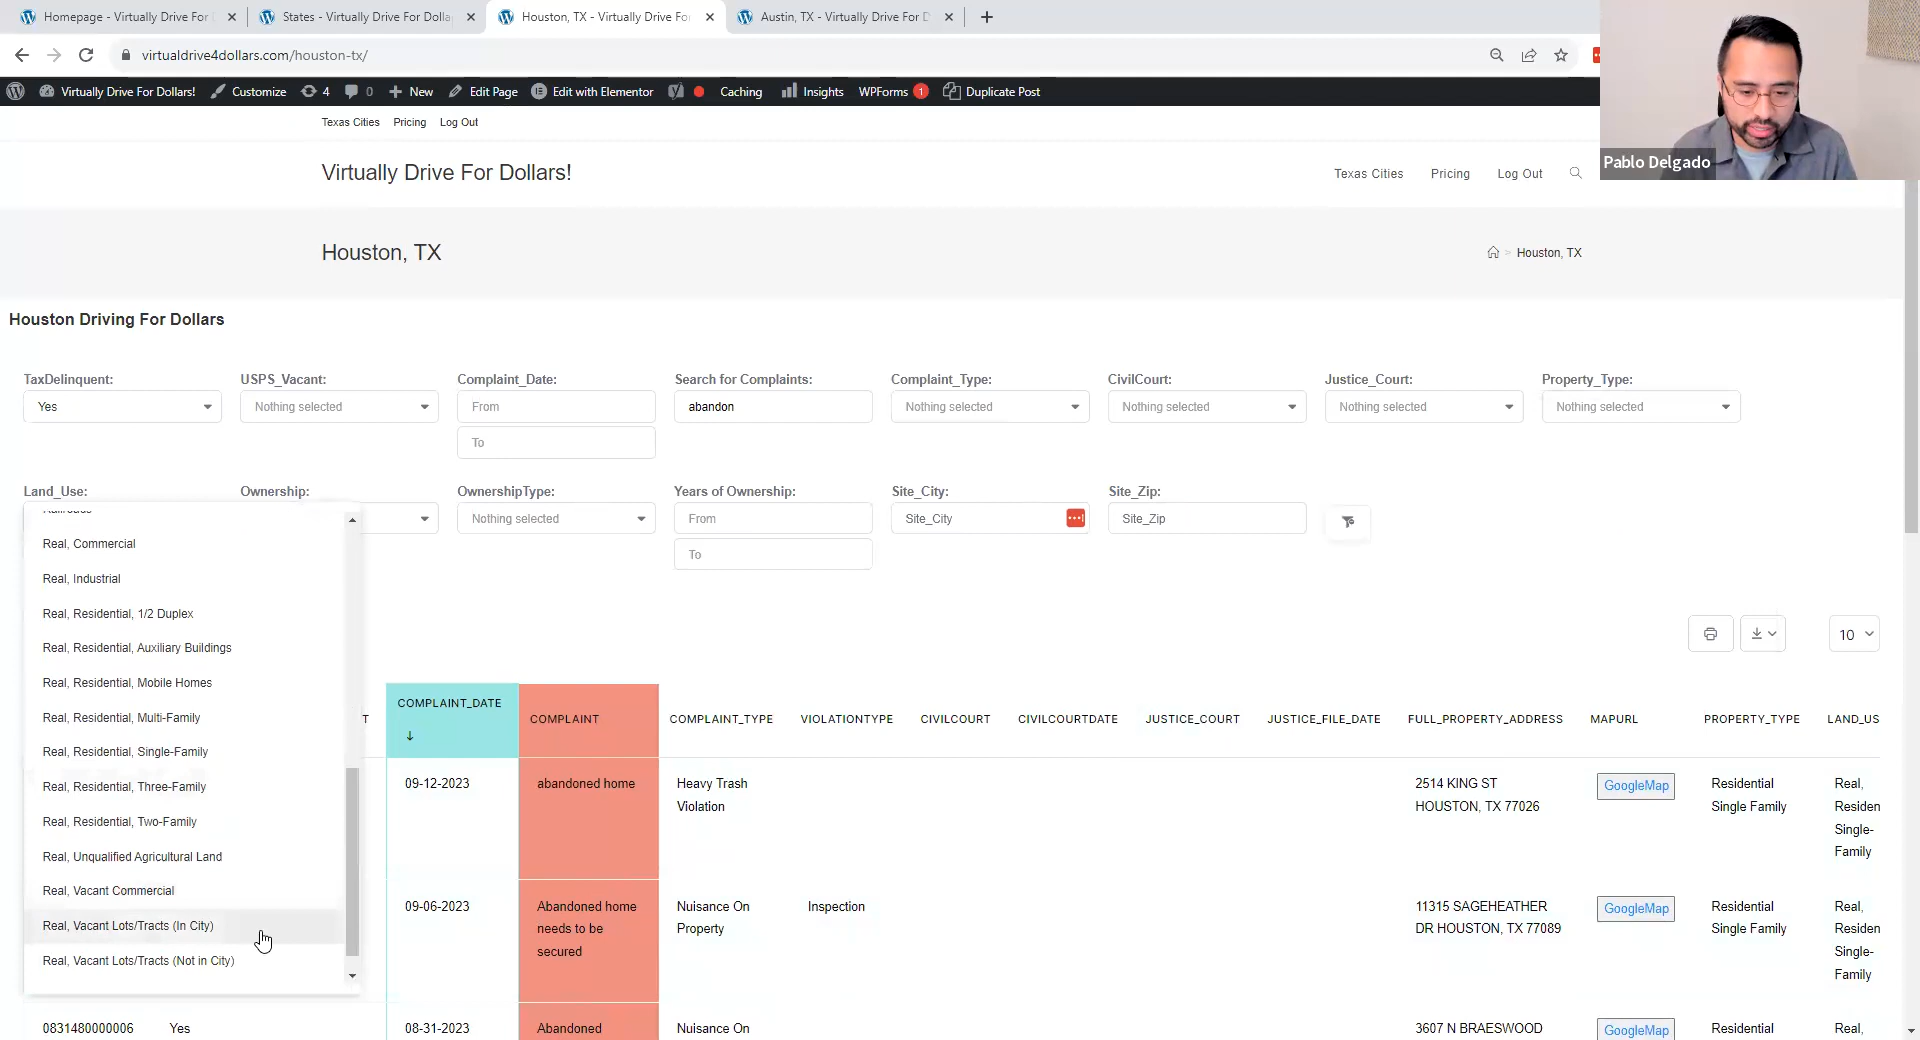 Homepage - Virtually Drive For
States - Virtually Drive For Dolla
Houston, TX - Virtually Drive Fo
Austin, TX - Virtually Drive For D
virtualdrive4dollars.com/houston-tx/
Virtually Drive For Dollars!
Customize
4
0
New
Edit Page
Edit with Elementor
Caching
Insights
WPForms 1
Duplicate Post
Pablo Delgado
Texas Cities Pricing Log Out
Virtually Drive For Dollars!
Texas Cities Pricing Log Out
Houston, TX
> Houston, TX
Houston Driving For Dollars
TaxDelinquent: USPS_Vacant: Complaint_Date: Search for Complaints: Complaint_Type: CivilCourt: Justice_Court: Property_Type:
Yes Nothing selected From abandon Nothing selected Nothing selected Nothing selected Nothing selected
To
Land_Use: Ownership: OwnershipType: Years of Ownership: Site_City: Site_Zip:
Nothing selected From Site_City Site_Zip
To
Real, Commercial
Real, Industrial
Real, Residential, 1/2 Duplex
Real, Residential, Auxiliary Buildings
Real, Residential, Mobile Homes
Real, Residential, Multi-Family
Real, Residential, Single-Family
Real, Residential, Three-Family
Real, Residential, Two-Family
Real, Unqualified Agricultural Land
Real, Vacant Commercial
Real, Vacant Lots/Tracts (In City)
Real, Vacant Lots/Tracts (Not in City)
10
T COMPLAINT_DATE COMPLAINT COMPLAINT_TYPE VIOLATIONTYPE CIVILCOURT CIVILCOURTDATE JUSTICE_COURT JUSTICE_FILE_DATE FULL_PROPERTY_ADDRESS MAPURL PROPERTY_TYPE LAND_US
↓
09-12-2023 abandoned home Heavy Trash 2514 KING ST GoogleMap Residential Real,
Violation HOUSTON, TX 77026 Single Family Residen
Single-
Family
09-06-2023 Abandoned home Nuisance On Inspection 11315 SAGEHEATHER GoogleMap Residential Real,
needs to be Property DR HOUSTON, TX 77089 Single Family Residen
secured Single-
Family
0831480000006 Yes 08-31-2023 Abandoned Nuisance On 3607 N BRAESWOOD GoogleMap Residential Real,